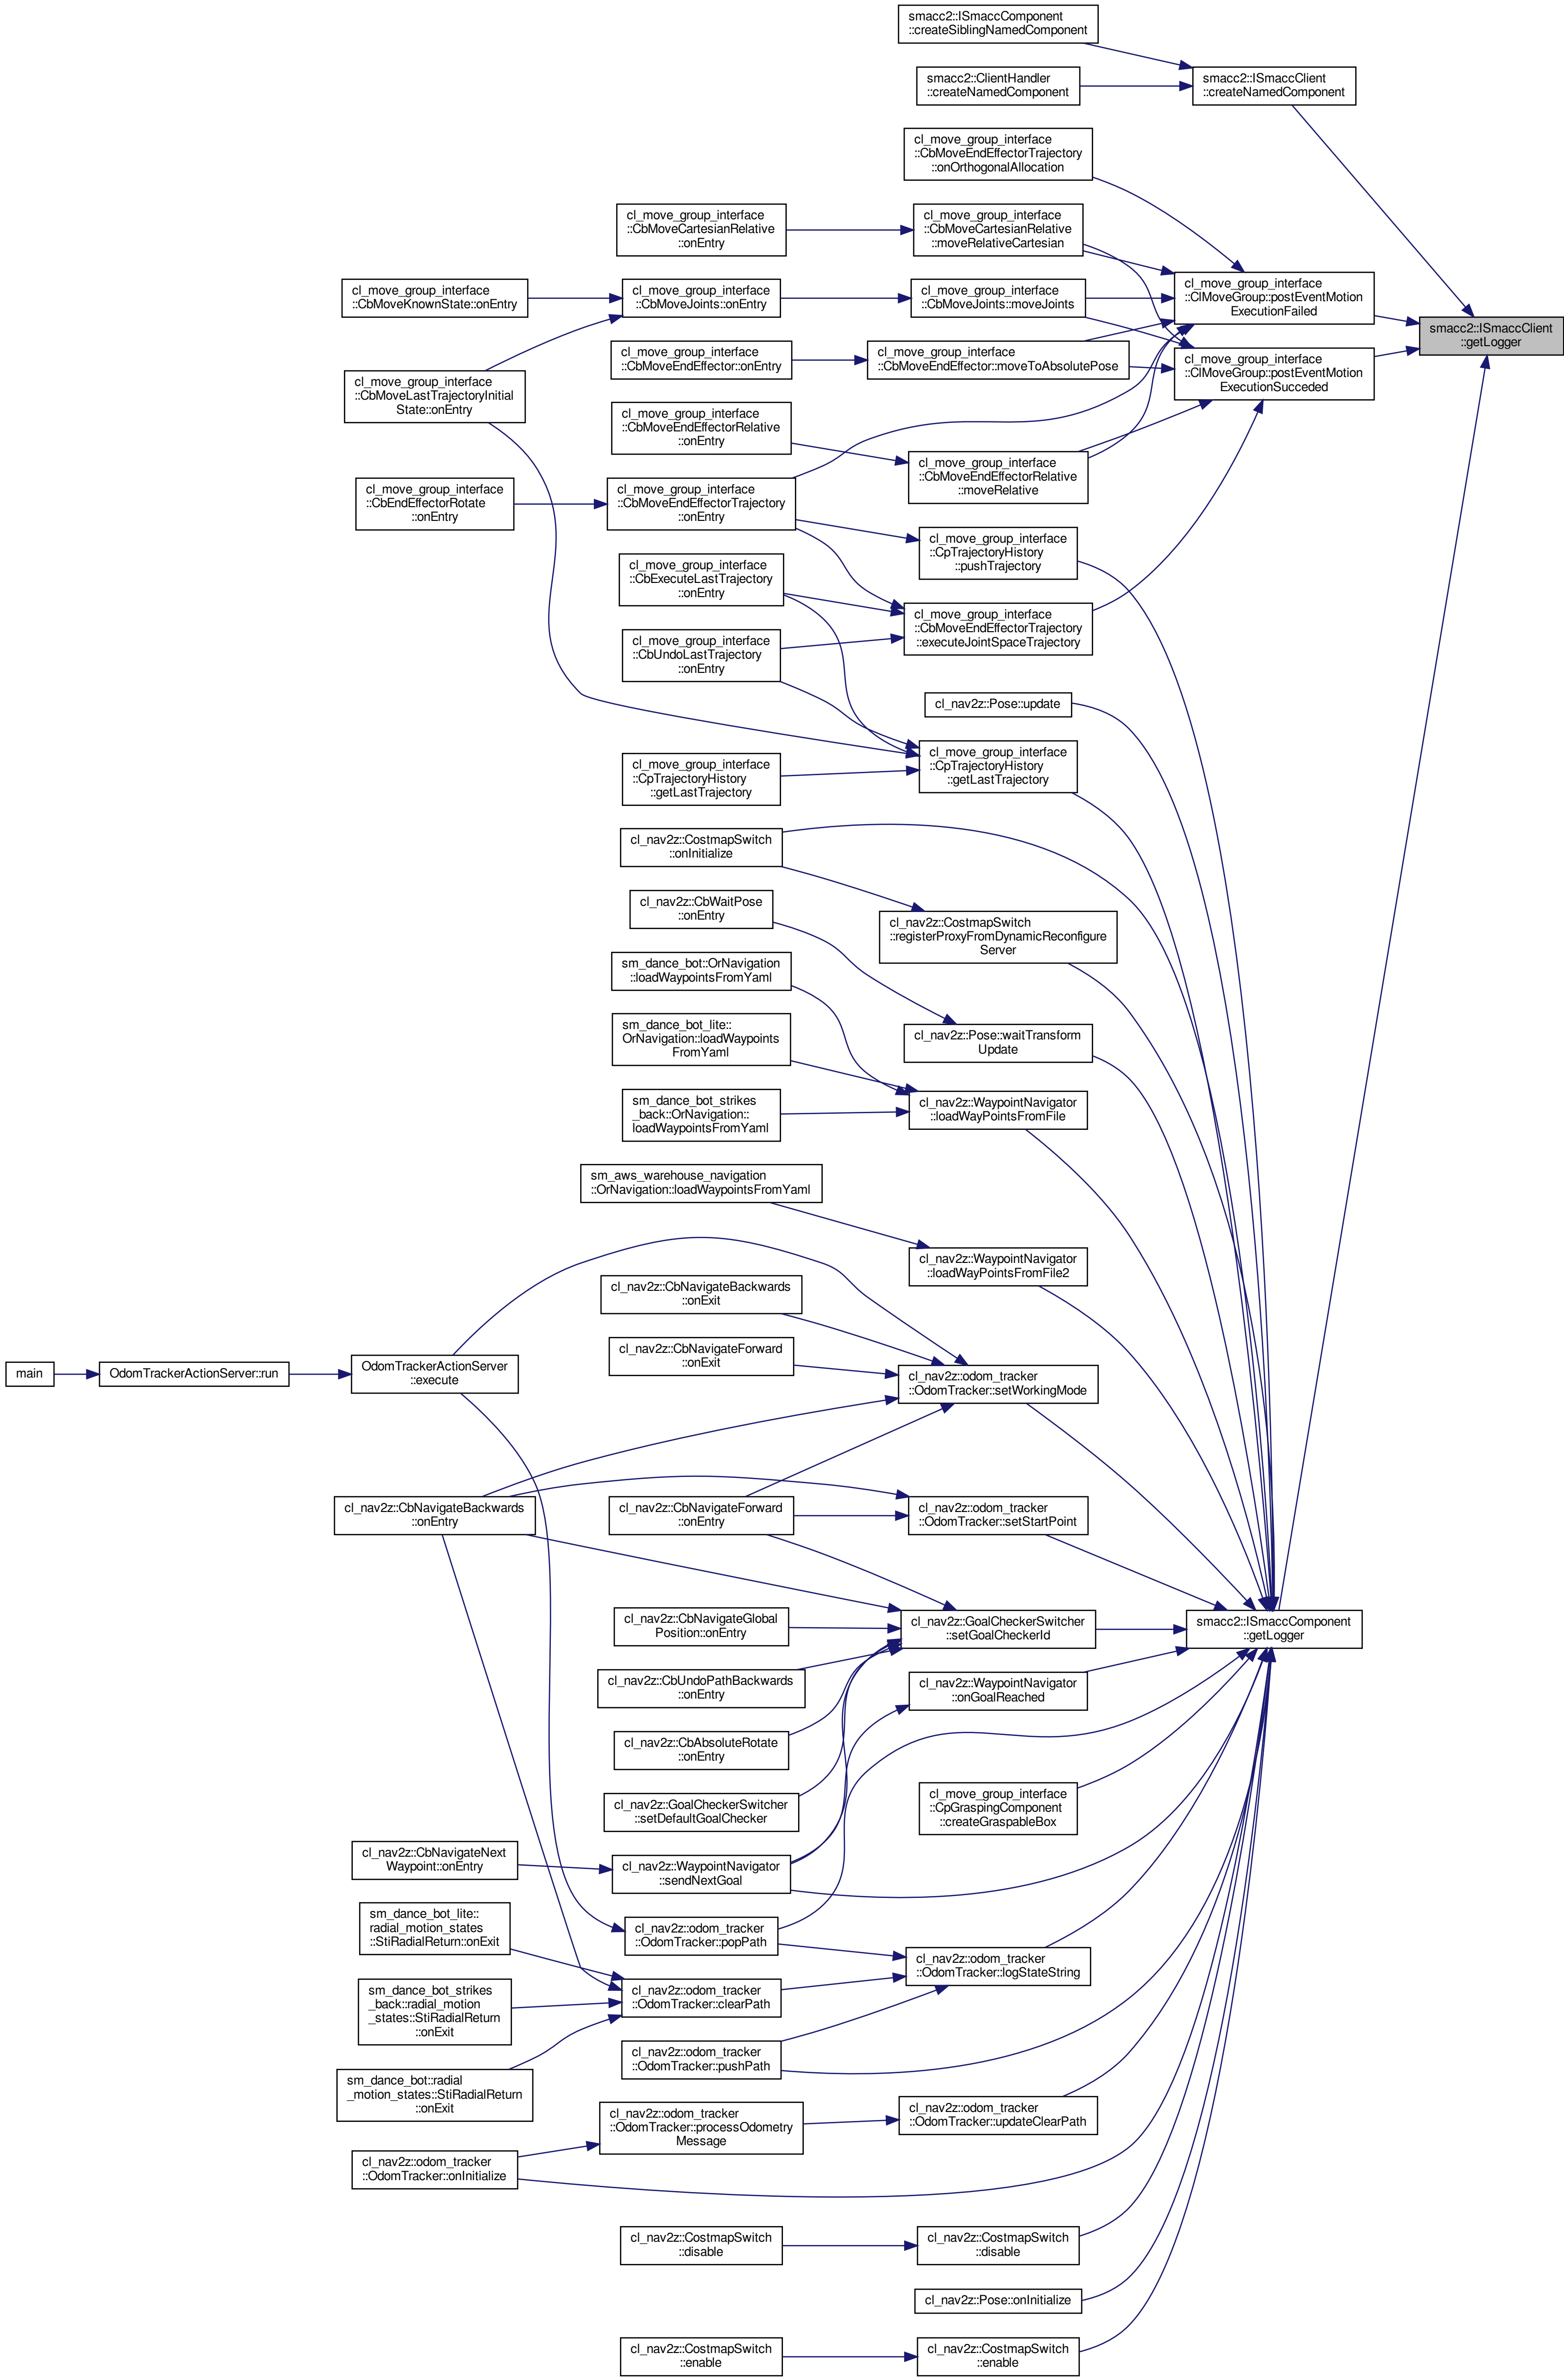 smacc2::ISmaccComponent
::createSiblingNamedComponent
smacc2::ClientHandler
::createNamedComponent
smacc2::ISmaccClient
::createNamedComponent
cl_move_group_interface
::CbMoveEndEffectorTrajectory
::onOrthogonalAllocation
cl_move_group_interface
::CbMoveCartesianRelative
::onEntry
cl_move_group_interface
::CbMoveCartesianRelative
::moveRelativeCartesian
cl_move_group_interface
::CbMoveKnownState::onEntry
cl_move_group_interface
::CbMoveJoints::onEntry
cl_move_group_interface
::CbMoveJoints::moveJoints
cl_move_group_interface
::ClMoveGroup::postEventMotion
ExecutionFailed
smacc2::ISmaccClient
::getLogger
cl_move_group_interface
::CbMoveEndEffector::onEntry
cl_move_group_interface
::CbMoveEndEffector::moveToAbsolutePose
cl_move_group_interface
::ClMoveGroup::postEventMotion
ExecutionSucceded
cl_move_group_interface
::CbMoveLastTrajectoryInitial
State::onEntry
cl_move_group_interface
::CbMoveEndEffectorRelative
::onEntry
cl_move_group_interface
::CbMoveEndEffectorRelative
::moveRelative
cl_move_group_interface
::CbEndEffectorRotate
::onEntry
cl_move_group_interface
::CbMoveEndEffectorTrajectory
::onEntry
cl_move_group_interface
::CpTrajectoryHistory
::pushTrajectory
cl_move_group_interface
::CbExecuteLastTrajectory
::onEntry
cl_move_group_interface
::CbMoveEndEffectorTrajectory
::executeJointSpaceTrajectory
cl_move_group_interface
::CbUndoLastTrajectory
::onEntry
cl_nav2z::Pose::update
cl_move_group_interface
::CpTrajectoryHistory
::getLastTrajectory
cl_move_group_interface
::CpTrajectoryHistory
::getLastTrajectory
cl_nav2z::CostmapSwitch
::onInitialize
cl_nav2z::CbWaitPose
::onEntry
cl_nav2z::CostmapSwitch
::registerProxyFromDynamicReconfigure
Server
sm_dance_bot::OrNavigation
::loadWaypointsFromYaml
sm_dance_bot_lite::
OrNavigation::loadWaypoints
FromYaml
cl_nav2z::Pose::waitTransform
Update
sm_dance_bot_strikes
_back::OrNavigation::
loadWaypointsFromYaml
cl_nav2z::WaypointNavigator
::loadWayPointsFromFile
sm_aws_warehouse_navigation
::OrNavigation::loadWaypointsFromYaml
cl_nav2z::WaypointNavigator
::loadWayPointsFromFile2
cl_nav2z::CbNavigateBackwards
::onExit
cl_nav2z::CbNavigateForward
::onExit
main
OdomTrackerActionServer::run
OdomTrackerActionServer
::execute
cl_nav2z::odom_tracker
::OdomTracker::setWorkingMode
cl_nav2z::CbNavigateBackwards
::onEntry
cl_nav2z::CbNavigateForward
::onEntry
cl_nav2z::odom_tracker
::OdomTracker::setStartPoint
cl_nav2z::CbNavigateGlobal
Position::onEntry
cl_nav2z::GoalCheckerSwitcher
::setGoalCheckerId
smacc2::ISmaccComponent
::getLogger
cl_nav2z::CbUndoPathBackwards
::onEntry
cl_nav2z::WaypointNavigator
::onGoalReached
cl_nav2z::CbAbsoluteRotate
::onEntry
cl_nav2z::GoalCheckerSwitcher
::setDefaultGoalChecker
cl_move_group_interface
::CpGraspingComponent
::createGraspableBox
cl_nav2z::CbNavigateNext
Waypoint::onEntry
cl_nav2z::WaypointNavigator
::sendNextGoal
sm_dance_bot_lite::
radial_motion_states
::StiRadialReturn::onExit
cl_nav2z::odom_tracker
::OdomTracker::popPath
cl_nav2z::odom_tracker
::OdomTracker::logStateString
sm_dance_bot_strikes
_back::radial_motion
_states::StiRadialReturn
::onExit
cl_nav2z::odom_tracker
::OdomTracker::clearPath
cl_nav2z::odom_tracker
::OdomTracker::pushPath
sm_dance_bot::radial
_motion_states::StiRadialReturn
::onExit
cl_nav2z::odom_tracker
::OdomTracker::processOdometry
Message
cl_nav2z::odom_tracker
::OdomTracker::updateClearPath
cl_nav2z::odom_tracker
::OdomTracker::onInitialize
cl_nav2z::CostmapSwitch
::disable
cl_nav2z::CostmapSwitch
::disable
cl_nav2z::Pose::onInitialize
cl_nav2z::CostmapSwitch
::enable
cl_nav2z::CostmapSwitch
::enable